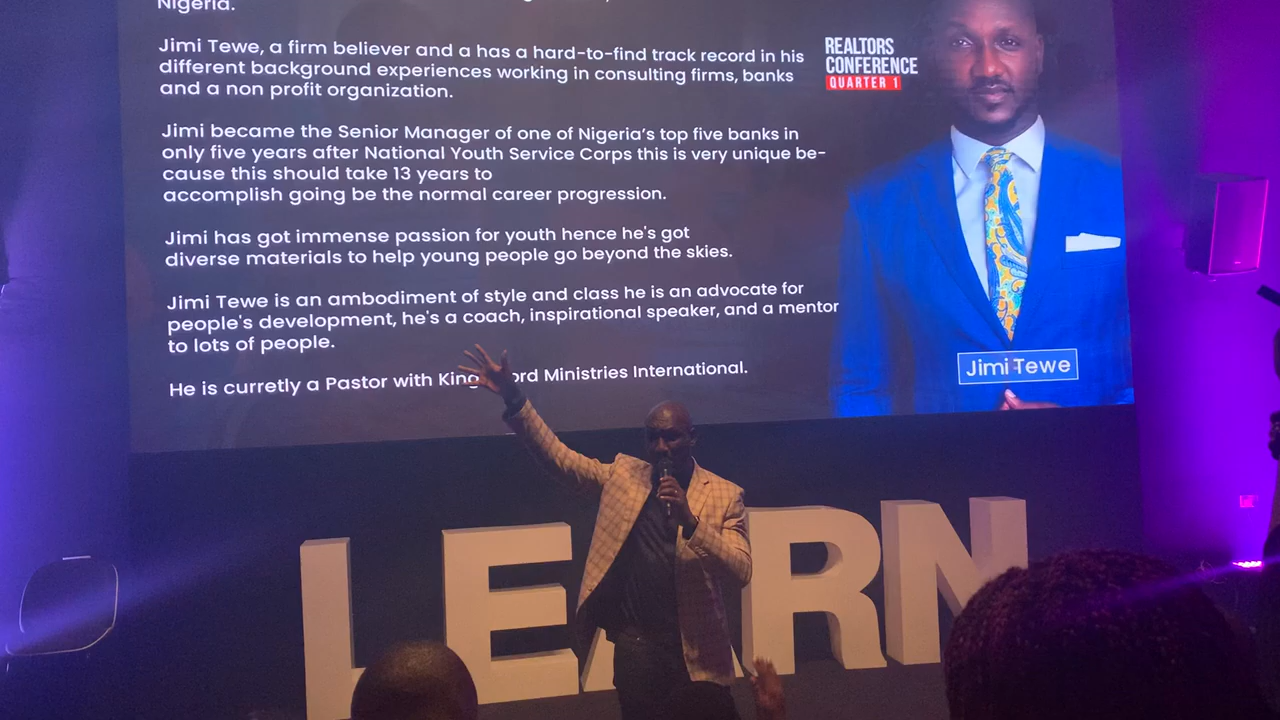 Nigeria.
Jimi Tewe, a firm believer and a has a hard-to-find track record in his
different background experiences working in consulting firms, banks
and a non profit organization.
Jimi became the Senior Manager of one of Nigeria's top five banks in
only five years after National Youth Service Corps this is very unique be-
cause this should take 13 years to
accomplish going be the normal career progression.
Jimi has got immense passion for youth hence he's got
diverse materials to help young people go beyond the skies.
Jimi Tewe is an ambodiment of style and class he is an advocate for
people's development, he's a coach, inspirational speaker, and a mentor
to lots of people.
He is curretly a Pastor with Ministries International.
REALTORS
CONFERENCE
QUARTER 1
Jimi Tewe
LEARN